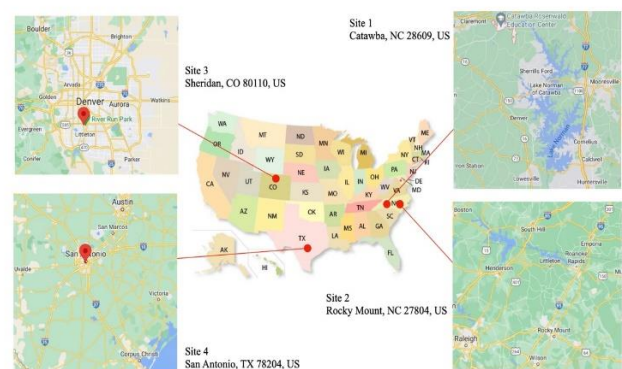 Site 1
Catawba, NC 28609, US
Site 3
Sheridan, CO 80110, US
Site 2
Rocky Mount, NC 27804, US
Site 4
San Antonio, TX 78204, US
Boulder
Brighton
Arvada
Golden
Denver
Aurora
Watkins
River Run Park
Evergreen
Littleton
Conifer
Parker
Claremont
Catawba Rosenwald
Education Center
Sherrills Ford
Mooresville
Lake Norman
of Catawba
Denver
Cornelius
Caldwell
Huntersville
WA
MT
ND
MN
ME
OR
ID
SD
WI
MI
VT
NH
NY
MA
WY
CT
RI
NE
IA
PA
NJ
NV
UT
CO
IL
IN
OH
DE
MD
CA
KS
MO
WV
VA
KY
NC
AZ
NM
OK
AR
TN
SC
MS
AL
GA
TX
LA
FL
AK
HI
Austin
San Marcos
San Antonio
Uvalde
Victoria
Corpus Christi
South Hill
Emporia
Roanoke
Rapids
Henderson
Littleton
Rocky Mount
Raleigh
Wilson